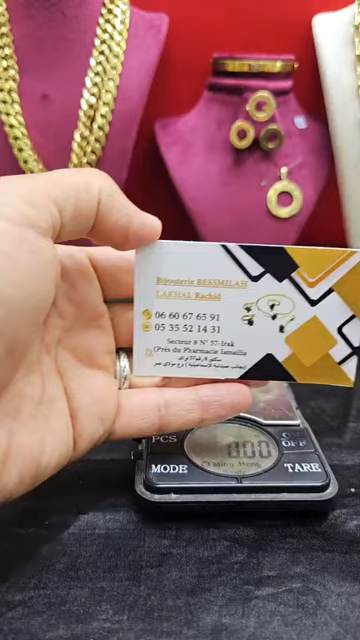 Bijouterie BESSMILAH
LAKHAL Rachid
06 60 67 65 91
05 35 52 14 31
Secteur 8 N° 57-Irak
(Prés du Pharmacie Ismailia
PCS
OFF
MODE
TARE